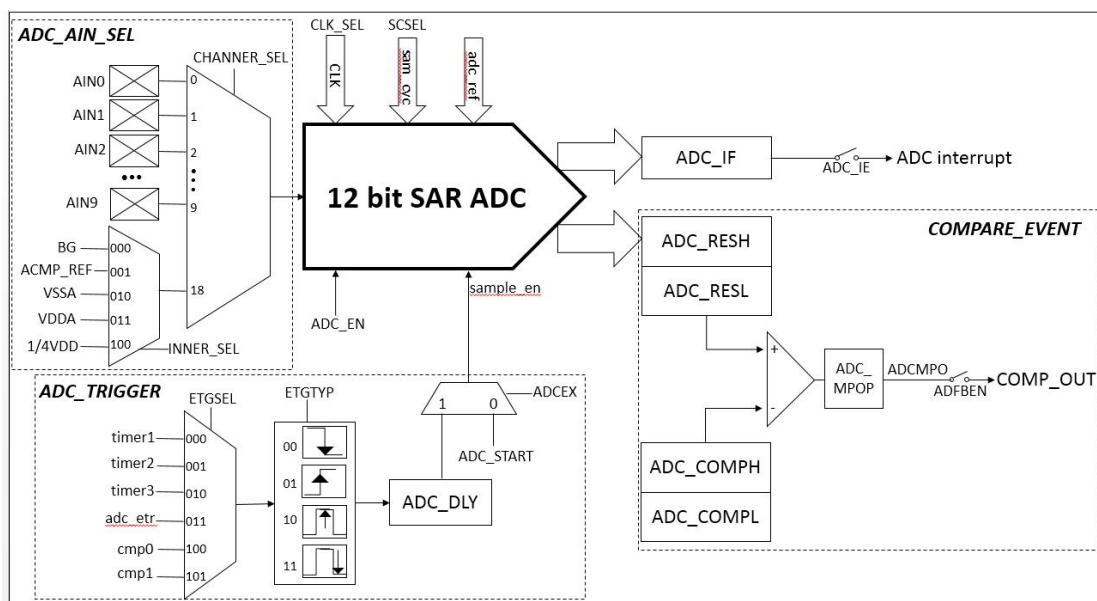 ADC_AIN_SEL
CHANNER_SEL
AIN0
0
AIN1
1
AIN2
2
•••
AIN9
9
BG
000
ACMP_REF
001
VSSA
010
VDDA
011
1/4VDD
100
18
INNER_SEL
CLK_SEL
CLK
SCSEL
sam_cyc
adc_ref
12 bit SAR ADC
ADC_EN
sample_en
ADC_IF
ADC_IE
ADC interrupt
COMPARE_EVENT
ADC_RESH
ADC_RESL
+
-
ADC_
MPOP
ADCMPO
ADFBEN
COMP_OUT
ADC_COMPH
ADC_COMPL
ADC_TRIGGER
ETGSEL
timer1
000
timer2
001
timer3
010
adc_etr
011
cmp0
100
cmp1
101
ETGTYP
00
01
10
11
ADC_DLY
1
0
ADCEX
ADC_START